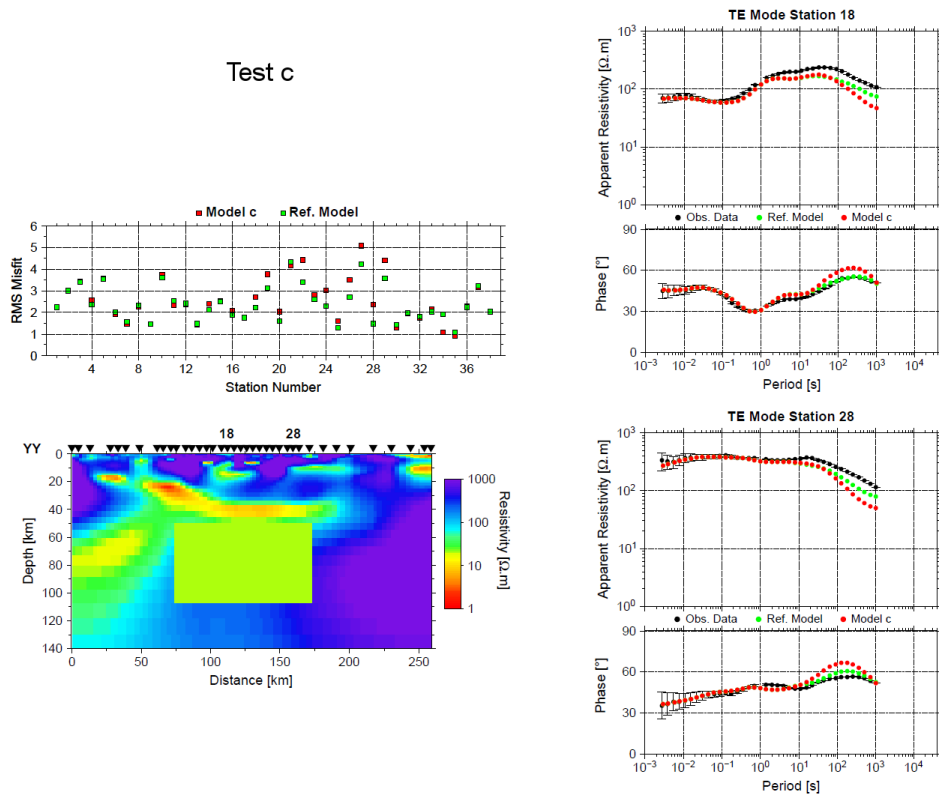 Test c
Model c Ref. Model
RMS Misfit
6
5
4
3
2
1
0
4 8 12 16 20 24 28 32 36
Station Number
18 28
YY
Depth [km]
0
20
40
60
80
100
120
140
0 50 100 150 200 250
Distance [km]
1000
100
10
1
Resistivity [Ω.m]
TE Mode Station 18
Apparent Resistivity [Ω.m]
10³
10²
10¹
10⁰
Obs. Data Ref. Model Model c
Phase [°]
90
60
30
0
10⁻³ 10⁻² 10⁻¹ 10⁰ 10¹ 10² 10³
Period [s]
TE Mode Station 28
Apparent Resistivity [Ω.m]
10³
10²
10¹
10⁰
Obs. Data Ref. Model Model c
Phase [°]
90
60
30
0
10⁻³ 10⁻² 10⁻¹ 10⁰ 10¹ 10² 10³
Period [s]